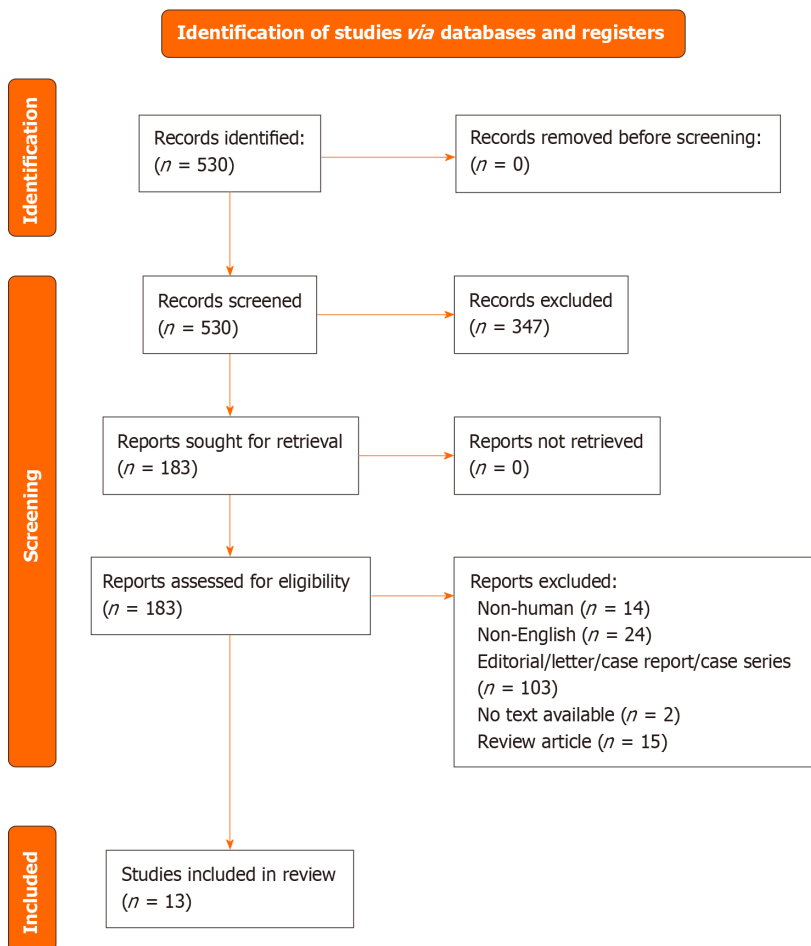 Identification of studies via databases and registers
Identification
Records identified:
(n = 530)
Records removed before screening:
(n = 0)
Screening
Records screened
(n = 530)
Records excluded
(n = 347)
Reports sought for retrieval
(n = 183)
Reports not retrieved
(n = 0)
Reports assessed for eligibility
(n = 183)
Reports excluded:
Non-human (n = 14)
Non-English (n = 24)
Editorial/letter/case report/case series
(n = 103)
No text available (n = 2)
Review article (n = 15)
Included
Studies included in review
(n = 13)